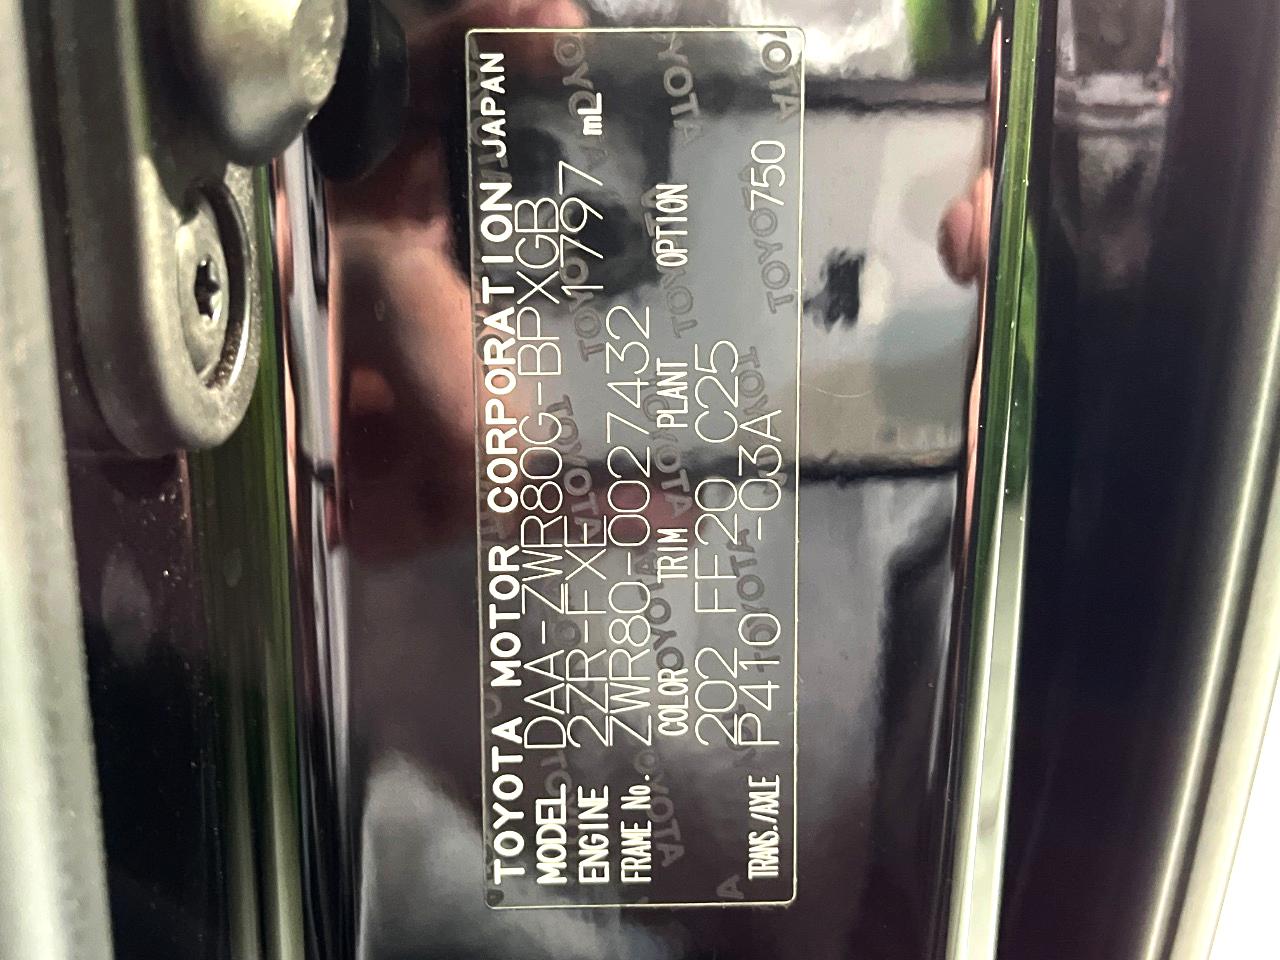 TOYOTA MOTOR CORPORATION JAPAN
MODEL DAA-ZWR80G-BPXGB
ENGINE 2ZR-FXE 1797 mL
FRAME No. ZWR80-0027432
COLOR TRIM PLANT OPTION
202 FF20 C25
TRANS./AXLE P410 -03A 750